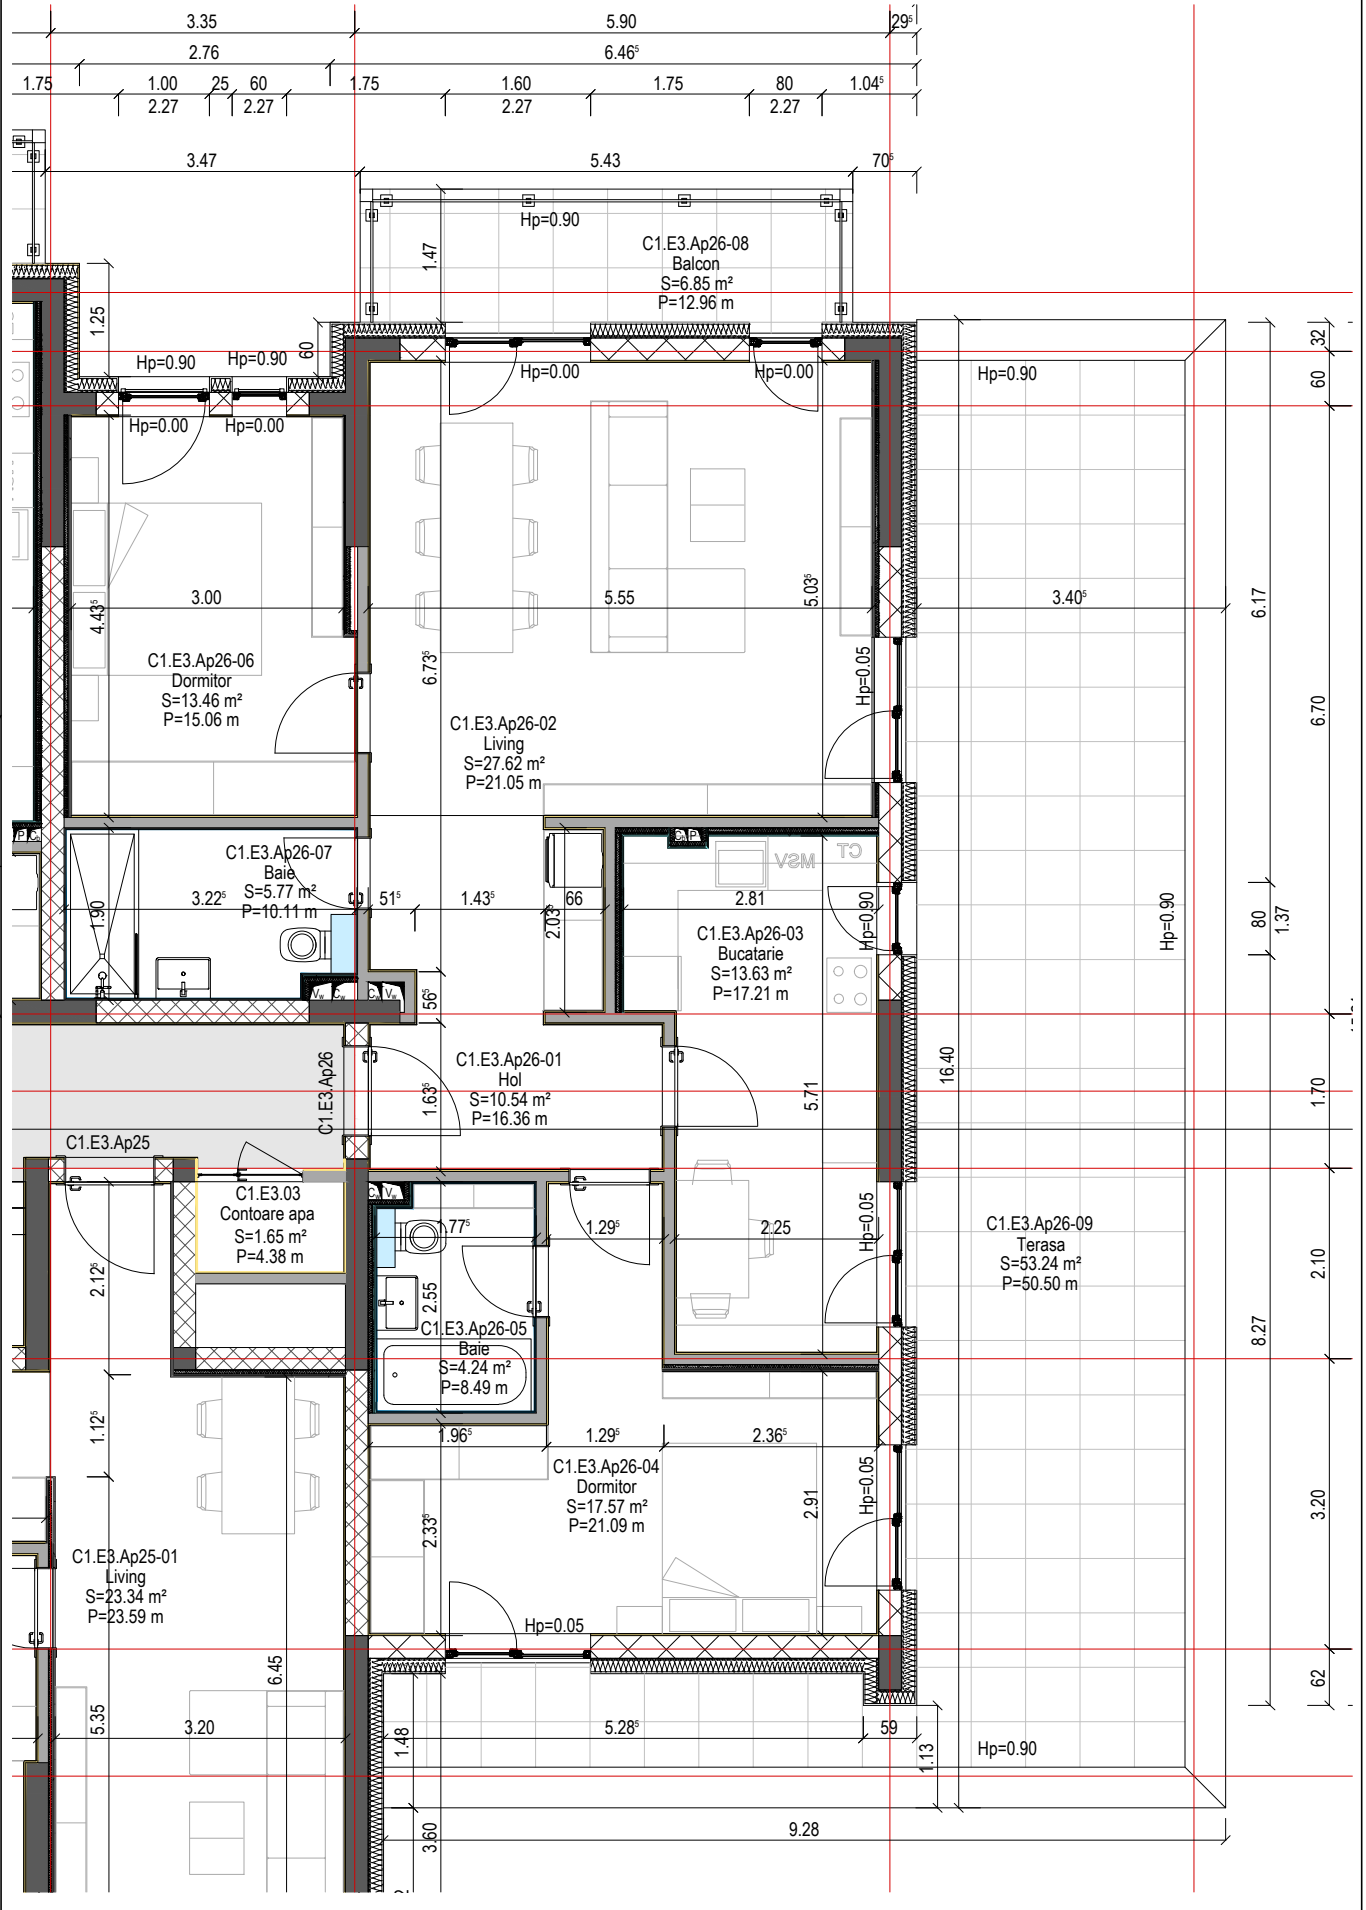 3.35 5.90 29⁵
2.76 6.46⁵
1.75 1.00 25 60 1.75 1.60 1.75 80 1.04⁵
2.27 2.27 2.27 2.27
3.47 5.43 70⁵
Hp=0.90
C1.E3.Ap26-08
Balcon
S=6.85 m²
P=12.96 m
1.47
1.25
60
32
60
Hp=0.90 Hp=0.90
Hp=0.00 Hp=0.00
Hp=0.00 Hp=0.00
Hp=0.90
3.00
4.43⁵
5.55
5.03⁵
3.40⁵
6.17
C1.E3.Ap26-06
Dormitor
S=13.46 m²
P=15.06 m
6.73⁵
Hp=0.05
6.70
C1.E3.Ap26-02
Living
S=27.62 m²
P=21.05 m
P C
C P
MSV
CT
C1.E3.Ap26-07
Baie
S=5.77 m²
P=10.11 m
3.22⁵
1.90
51⁵ 1.43⁵ 66 2.81
2.03⁵
Hp=0.90
Hp=0.90
80
1.37
C1.E3.Ap26-03
Bucatarie
S=13.63 m²
P=17.21 m
Vw Cw Cw Vw
56⁵
C1.E3.Ap26
C1.E3.Ap26-01
Hol
S=10.54 m²
P=16.36 m
1.63⁵
5.71
16.40
1.70
C1.E3.Ap25
C1.E3.03
Contoare apa
S=1.65 m²
P=4.38 m
Cw Vw
1.77⁵ 1.29⁵ 2.25
Hp=0.05
C1.E3.Ap26-09
Terasa
S=53.24 m²
P=50.50 m
2.12⁵
2.55
2.10
8.27
C1.E3.Ap26-05
Baie
S=4.24 m²
P=8.49 m
1.12⁵
1.96⁵ 1.29⁵ 2.36⁵
C1.E3.Ap26-04
Dormitor
S=17.57 m²
P=21.09 m
2.33⁵
2.91
Hp=0.05
3.20
C1.E3.Ap25-01
Living
S=23.34 m²
P=23.59 m
Hp=0.05
6.45
62
5.35
3.20
1.48
5.28⁵ 59
1.13
Hp=0.90
3.60
9.28